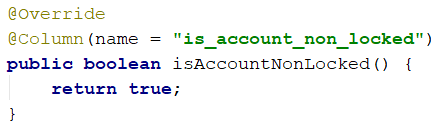 @Override
@Column(name = "is_account_non_locked")
public boolean isAccountNonLocked() {
    return true;
}